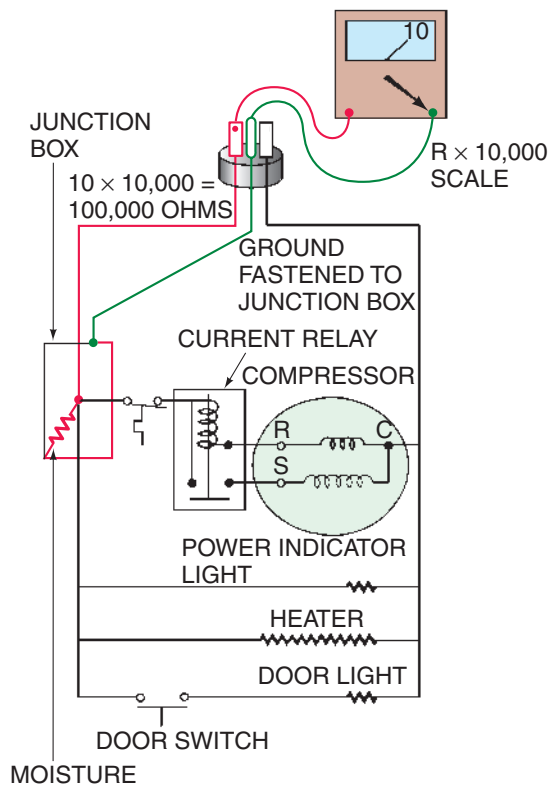 10
JUNCTION
BOX
R × 10,000
SCALE
10 × 10,000 =
100,000 OHMS
GROUND
FASTENED TO
JUNCTION BOX
CURRENT RELAY
COMPRESSOR
R
C
S
POWER INDICATOR
LIGHT
HEATER
DOOR LIGHT
DOOR SWITCH
MOISTURE